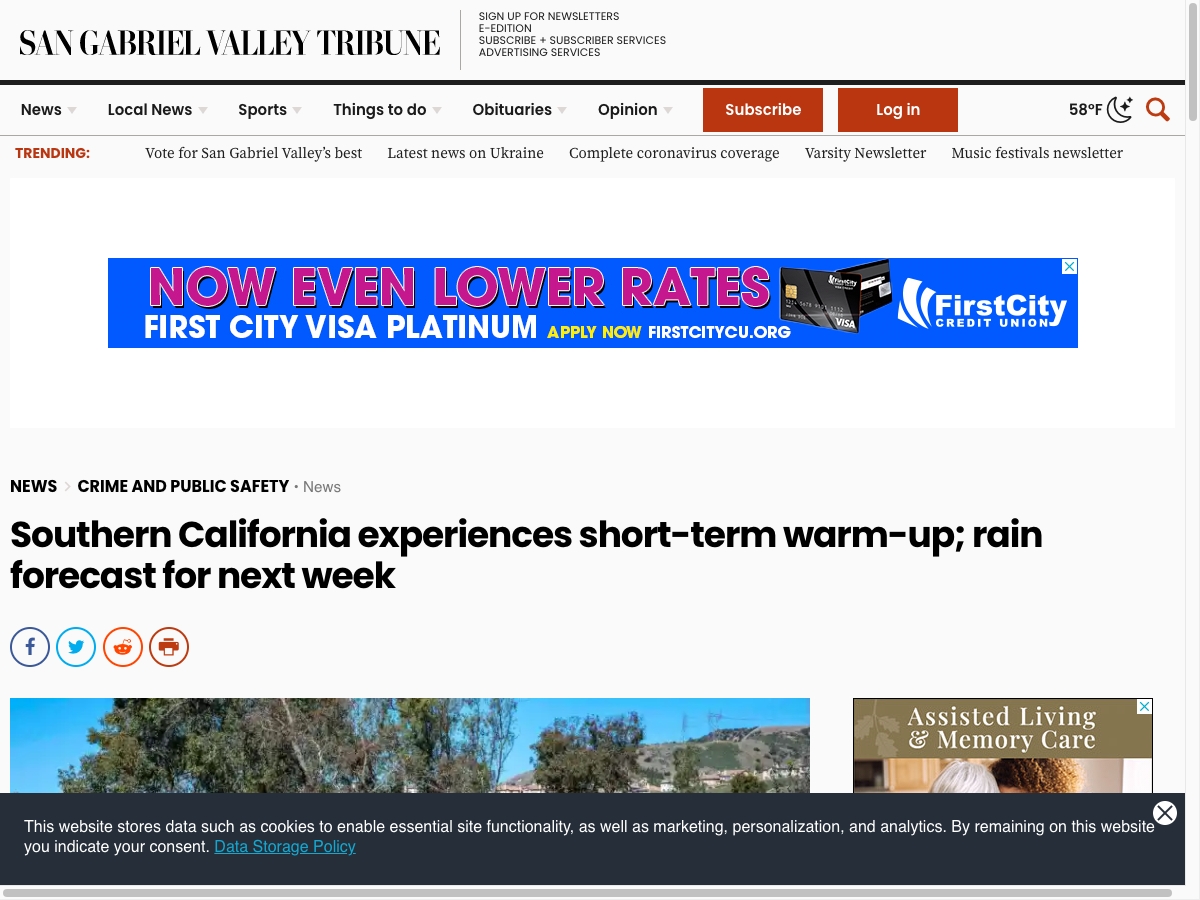 SAN GABRIEL VALLEY TRIBUNE
SIGN UP FOR NEWSLETTERS
E-EDITION
SUBSCRIBE + SUBSCRIBER SERVICES
ADVERTISING SERVICES
News Local News Sports Things to do Obituaries Opinion Subscribe Log in 58°F
TRENDING: Vote for San Gabriel Valley’s best Latest news on Ukraine Complete coronavirus coverage Varsity Newsletter Music festivals newsletter
NOW EVEN LOWER RATES
FIRST CITY VISA PLATINUM APPLY NOW FIRSTCITYCU.ORG
VISA
FirstCity
CREDIT UNION
NEWS CRIME AND PUBLIC SAFETY • News
Southern California experiences short-term warm-up; rain
forecast for next week
Assisted Living
& Memory Care
This website stores data such as cookies to enable essential site functionality, as well as marketing, personalization, and analytics. By remaining on this website
you indicate your consent. Data Storage Policy